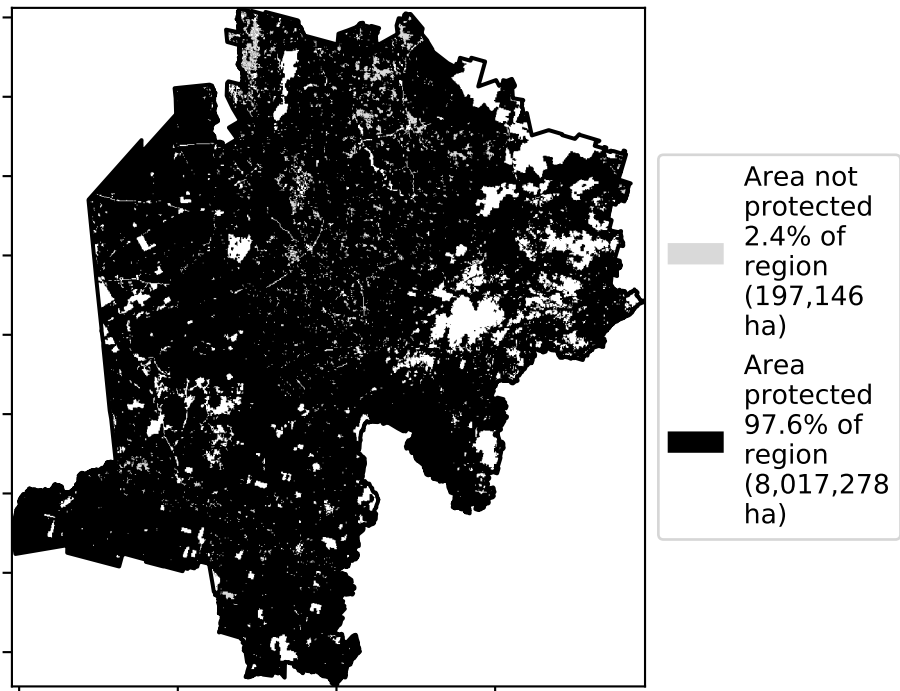 Area not
protected
2.4% of
region
(197,146
ha)
Area
protected
97.6% of
region
(8,017,278
ha)